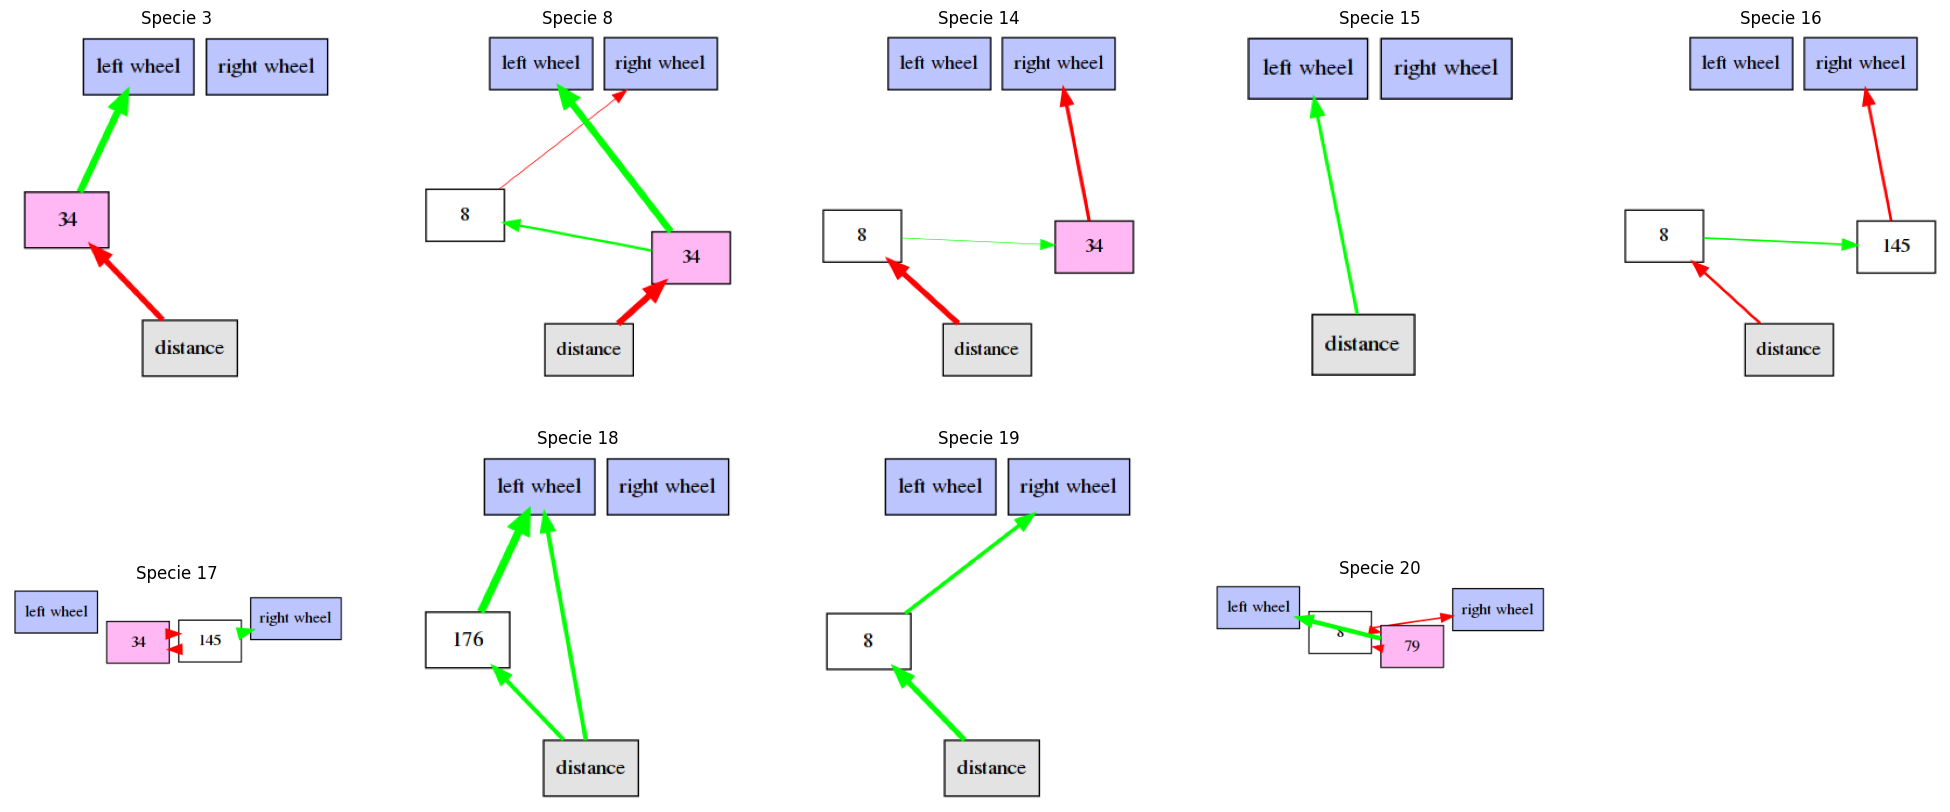 Specie 3
left wheel
right wheel
34
distance
Specie 8
left wheel
right wheel
8
34
distance
Specie 14
left wheel
right wheel
8
34
distance
Specie 15
left wheel
right wheel
distance
Specie 16
left wheel
right wheel
8
145
distance
Specie 17
left wheel
right wheel
34
145
Specie 18
left wheel
right wheel
176
distance
Specie 19
left wheel
right wheel
8
distance
Specie 20
left wheel
right wheel
8
79